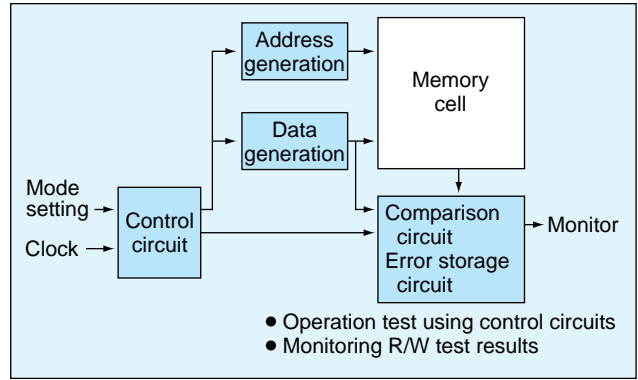 Address
generation
Memory
cell
Data
generation
Mode
setting
Clock
Control
circuit
Comparison
circuit
Error storage
circuit
Monitor
● Operation test using control circuits
● Monitoring R/W test results